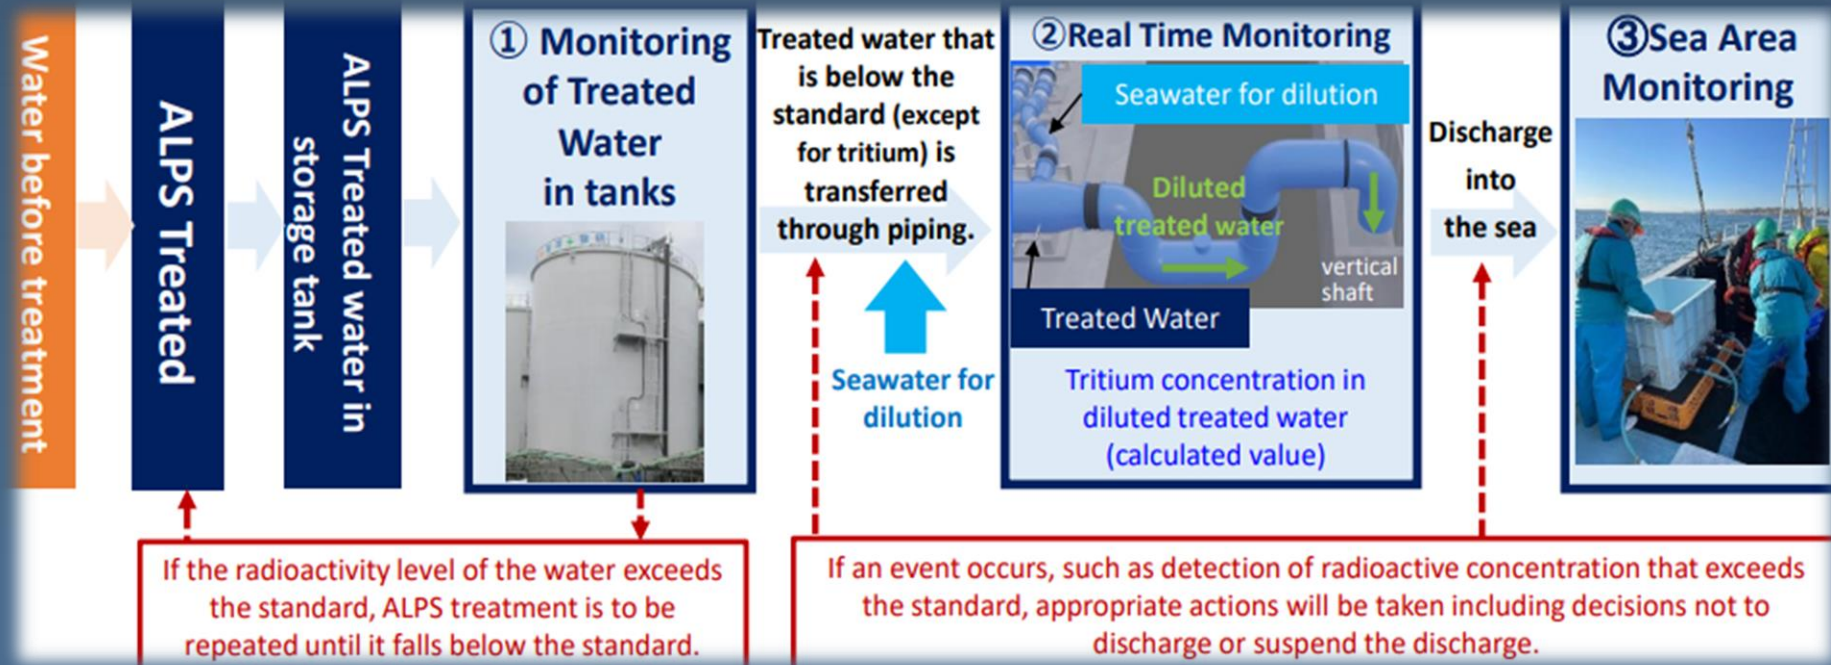 Water before treatment
ALPS Treated
ALPS Treated water in
storage tank
① Monitoring
of Treated
Water
in tanks
Treated water that
is below the
standard (except
for tritium) is
transferred
through piping.
Seawater for
dilution
②Real Time Monitoring
Seawater for dilution
Diluted
treated water
vertical
shaft
Treated Water
Tritium concentration in
diluted treated water
(calculated value)
Discharge
into
the sea
③Sea Area
Monitoring
If the radioactivity level of the water exceeds
the standard, ALPS treatment is to be
repeated until it falls below the standard.
If an event occurs, such as detection of radioactive concentration that exceeds
the standard, appropriate actions will be taken including decisions not to
discharge or suspend the discharge.